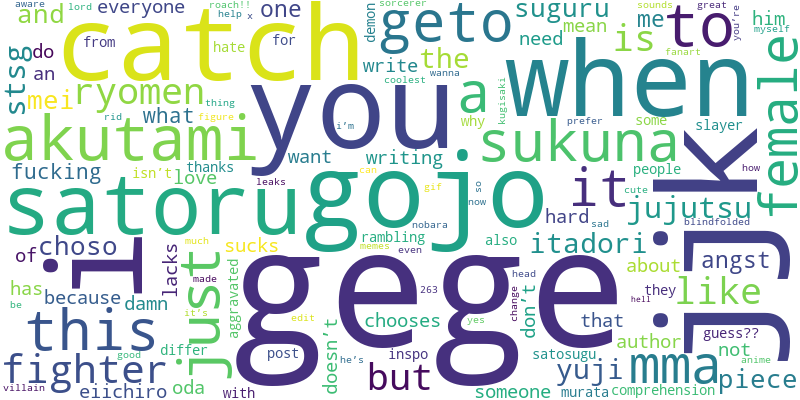 aware lord roach!! sorcerer sounds great you're
and everyone help x demon suguru me him myself
catch geto one need mean is to
from hate for write the wanna fanart
do an stsg coolest kugisaki some
mei ryomen thing you a when female
what rid figure i'm why prefer people slayer
akutami isn't thanks want writing sukuna k how
fucking love can it cute
satoru gojo leaks gif so now hard sad jujutsu blindfolded
of choso lacks sucks rambling nobara also itadori
i much memes even about angst
has because made aggravated gege 263 head they like
be damn just it's edit chooses yes change don't that hell jj
this good differ post doesn't he's inspo satosugu author guess?? not
fighter villain oda with but someone yuji mma piece anime
eiichiro murata comprehension